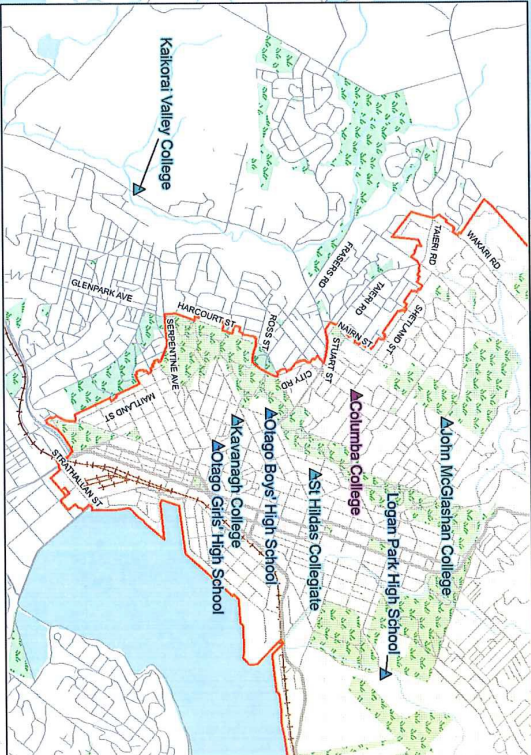 Kaikorai Valley College
WAKARI RD
TAIERI RD
SHETLAND ST
TAIERI RD
FRASERS RD
NAIRN ST
STUART ST
CITY RD
ROSS ST
HARCOURT ST
GLENPARK AVE
SERPENTINE AVE
MAITLAND ST
STRATHALLAN ST
John McGlashan College
Columba College
Logan Park High School
St Hildas Collegiate
Otago Boys' High School
Kavanagh College
Otago Girls' High School